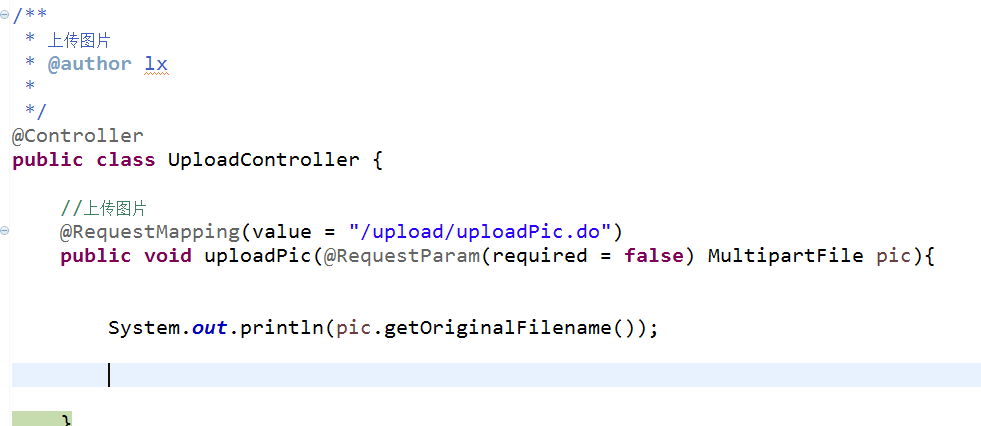 /**
 * 上传图片
 * @author lx
 *
 */
@Controller
public class UploadController {
    //上传图片
    @RequestMapping(value = "/upload/uploadPic.do")
    public void uploadPic(@RequestParam(required = false) MultipartFile pic){
        System.out.println(pic.getOriginalFilename());
    }